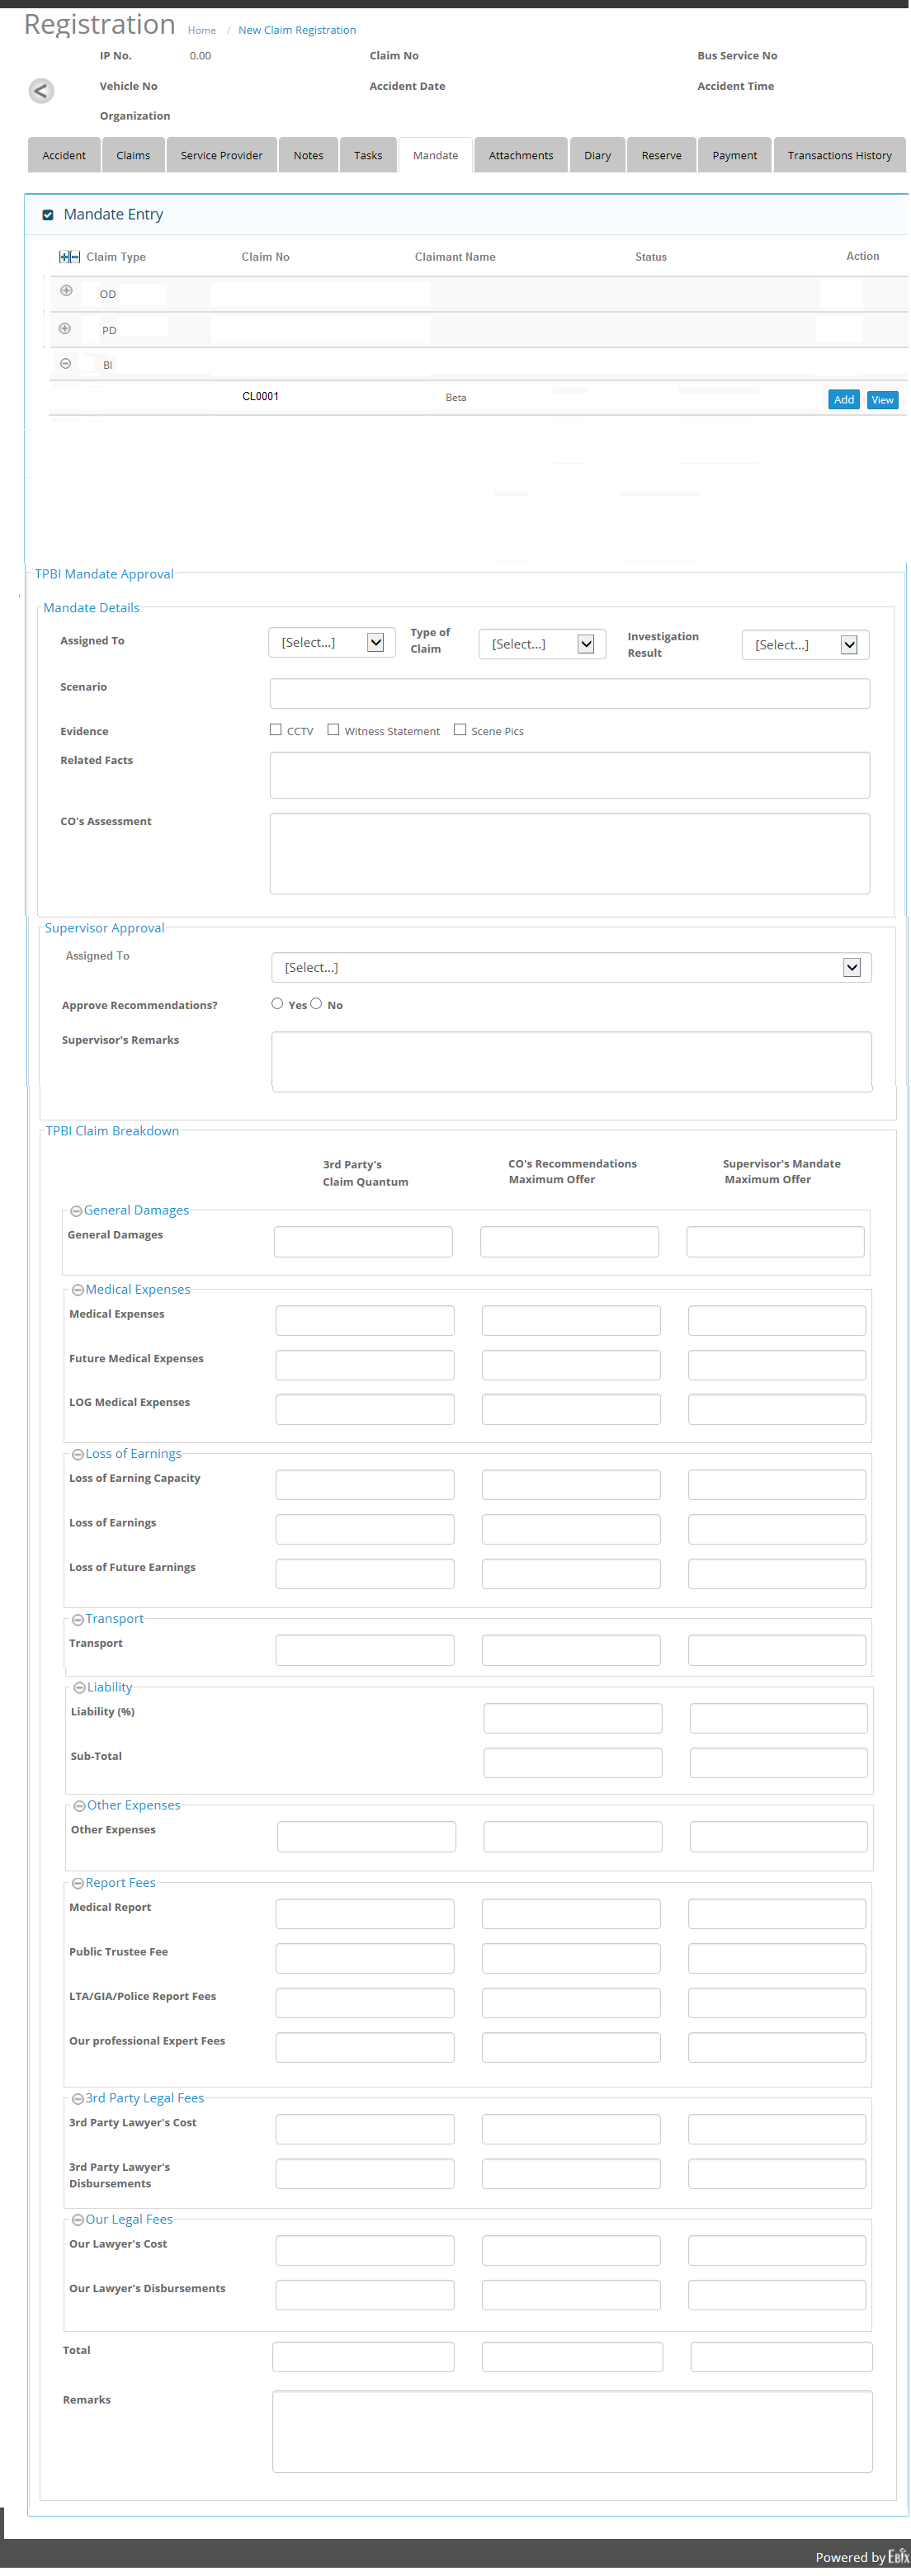 Registration Home / New Claim Registration
IP No. 0.00 Claim No Bus Service No
Vehicle No Accident Date Accident Time
Organization
Accident Claims Service Provider Notes Tasks Mandate Attachments Diary Reserve Payment Transactions History
Mandate Entry
Claim Type Claim No Claimant Name Status Action
OD
PD
BI
CL0001 Beta Add View
TPBI Mandate Approval
Mandate Details
Assigned To [Select...] Type of Claim [Select...] Investigation Result [Select...]
Scenario
Evidence CCTV Witness Statement Scene Pics
Related Facts
CO's Assessment
Supervisor Approval
Assigned To [Select...]
Approve Recommendations? Yes No
Supervisor's Remarks
TPBI Claim Breakdown
3rd Party's CO's Recommendations Supervisor's Mandate
Claim Quantum Maximum Offer Maximum Offer
General Damages
General Damages
Medical Expenses
Medical Expenses
Future Medical Expenses
LOG Medical Expenses
Loss of Earnings
Loss of Earning Capacity
Loss of Earnings
Loss of Future Earnings
Transport
Transport
Liability
Liability (%)
Sub-Total
Other Expenses
Other Expenses
Report Fees
Medical Report
Public Trustee Fee
LTA/GIA/Police Report Fees
Our professional Expert Fees
3rd Party Legal Fees
3rd Party Lawyer's Cost
3rd Party Lawyer's
Disbursements
Our Legal Fees
Our Lawyer's Cost
Our Lawyer's Disbursements
Total
Remarks
Powered by Ebix